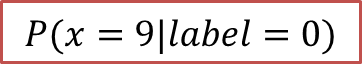 P(x = 9|label = 0)